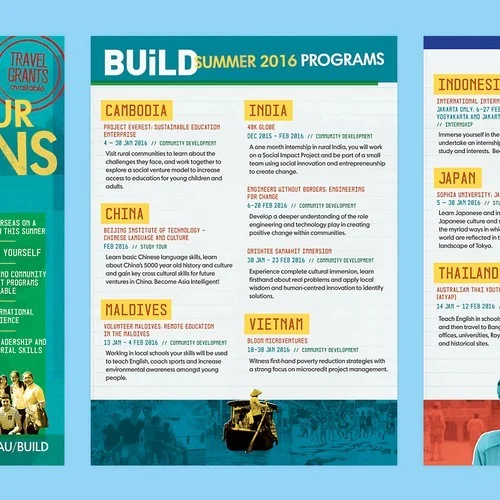 TRAVEL
GRANTS
available
UR
NS
ERSEAS ON A
THIS SUMMER
YOURSELF
ND COMMUNITY
T PROGRAMS
ABLE
RNATIONAL
IENCE
EADERSHIP AND
RIAL SKILLS
AU/BUILD
BUiLD SUMMER 2016 PROGRAMS
CAMBODIA
PROJECT EVEREST: SUSTAINABLE EDUCATION
ENTERPRISE
4 – 30 JAN 2016 // COMMUNITY DEVELOPMENT
Visit rural communities to learn about the
challenges they face, and work together to
explore a social venture model to increase
access to education for young children and
adults.
CHINA
BEIJING INSTITUTE OF TECHNOLOGY -
CHINESE LANGUAGE AND CULTURE
FEB 2016 // STUDY TOUR
Learn basic Chinese language skills, learn
about China's 5000 year old history and culture
and gain key cross cultural skills for future
ventures in China. Become Asia Intelligent!
MALDIVES
VOLUNTEER MALDIVES: REMOTE EDUCATION
IN THE MALDIVES
13 JAN – 4 FEB 2016 // COMMUNITY DEVELOPMENT
Working in local schools your skills will be used
to teach English, coach sports and increase
environmental awareness amongst young
people.
INDIA
40K GLOBE
DEC 2015 – FEB 2016 // COMMUNITY DEVELOPMENT
A one month internship in rural India, you will work
on a Social Impact Project and be part of a small
team using social innovation and entrepreneurship
to create change.
ENGINEERS WITHOUT BORDERS: ENGINEERING
FOR CHANGE
6–20 FEB 2016 // COMMUNITY DEVELOPMENT
Develop a deeper understanding of the role
engineering and technology play in creating
positive change within communities.
DRISHTEE SAMAHIT IMMERSION
30 JAN – 23 FEB 2016 // COMMUNITY DEVELOPMENT
Experience complete cultural immersion, learn
firsthand about real problems and apply local
wisdom and human-centred innovation to identify
solutions.
VIETNAM
BLOOM MICROVENTURES
18–30 JAN 2016 // COMMUNITY DEVELOPMENT
Witness first-hand poverty reduction strategies with
a strong focus on microcredit project management.
INDONESI
INTERNATIONAL INTER
JAKARTA ONLY: 6–27 FEB
YOGYAKARTA AND JAKART
// INTERNSHIP
Immerse yourself in the
undertake an internship
study and interests. Bo
JAPAN
SOPHIA UNIVERSITY: JA
5 – 30 JAN 2016 // STU
Learn Japanese and in
Japanese culture and
the myriad ways in whic
world are reflected in t
landscape of Tokyo.
THAILAND
AUSTRALIAN THAI YOUTH
(ATYAP)
14 JAN – 12 FEB 2016 //
Teach English in schools
and then travel to Bang
offices, universities, Roy
and historical sites.